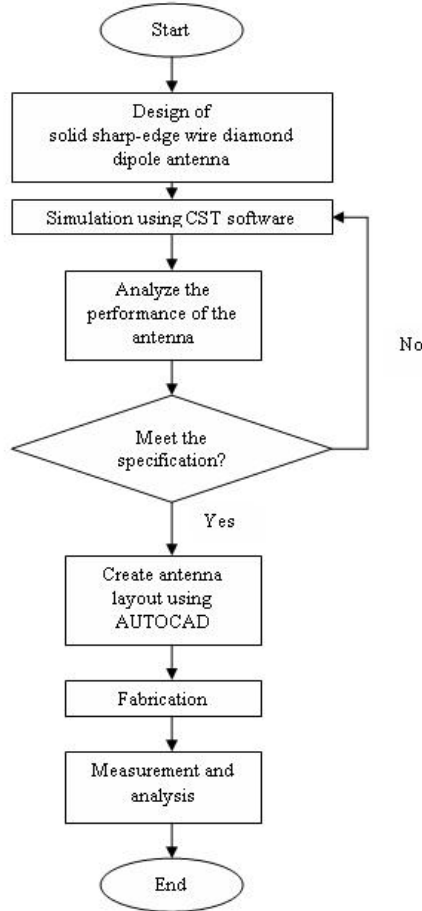 Start
Design of
solid sharp-edge wire diamond
dipole antenna
Simulation using CST software
Analyze the
performance of the
antenna
No
Meet the
specification?
Yes
Create antenna
layout using
AUTOCAD
Fabrication
Measurement and
analysis
End